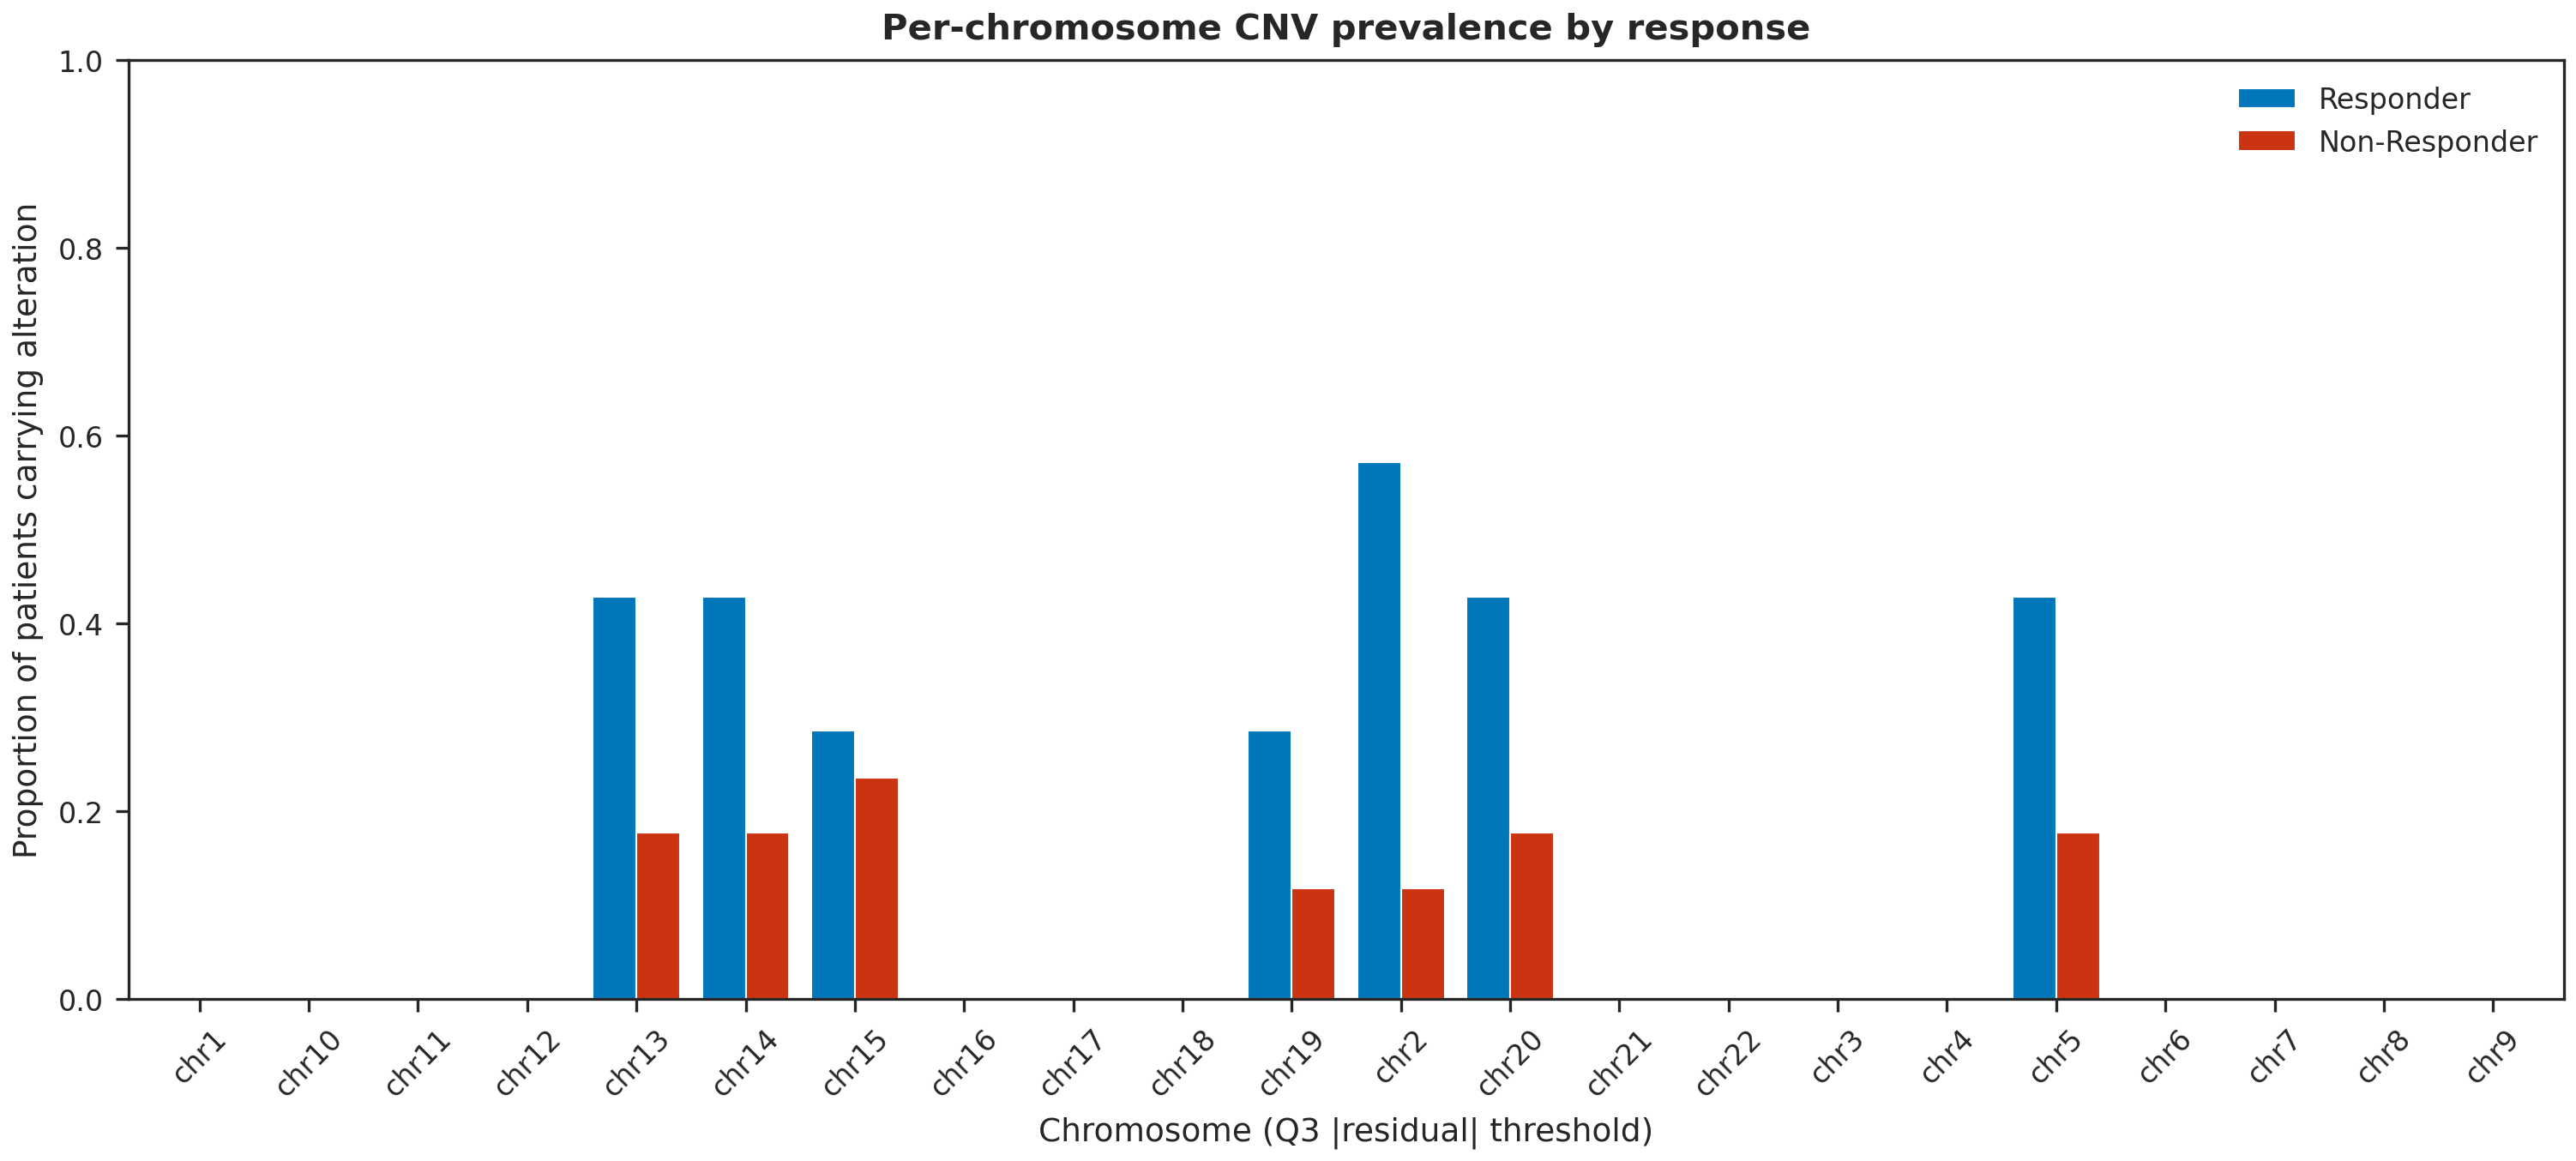 Per-chromosome CNV prevalence by response
Proportion of patients carrying alteration
1.0
0.8
0.6
0.4
0.2
0.0
Responder
Non-Responder
chr1
chr10
chr11
chr12
chr13
chr14
chr15
chr16
chr17
chr18
chr19
chr2
chr20
chr21
chr22
chr3
chr4
chr5
chr6
chr7
chr8
chr9
Chromosome (Q3 |residual| threshold)